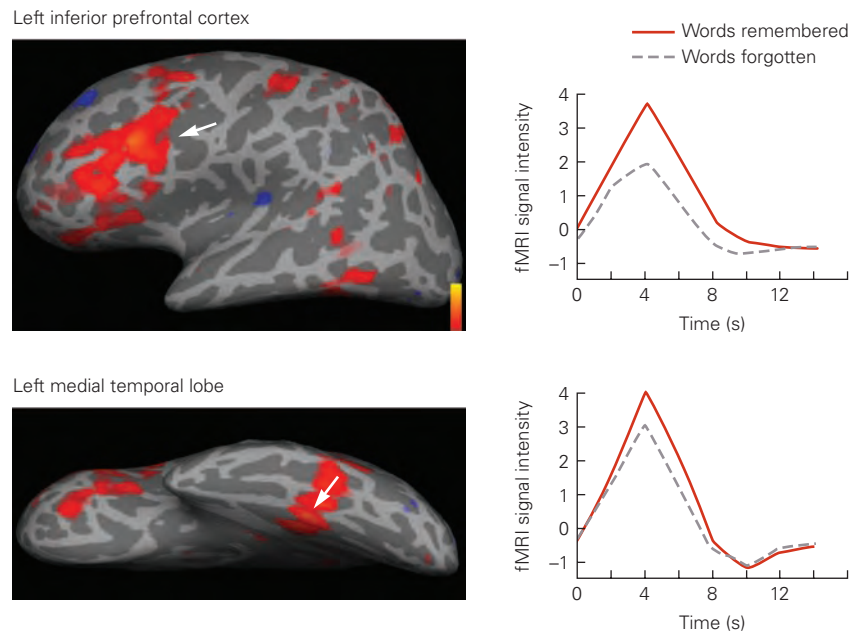 Left inferior prefrontal cortex
Words remembered
Words forgotten
fMRI signal intensity
4
3
2
1
0
−1
0
4
8
12
Time (s)
Left medial temporal lobe
fMRI signal intensity
4
3
2
1
0
−1
0
4
8
12
Time (s)